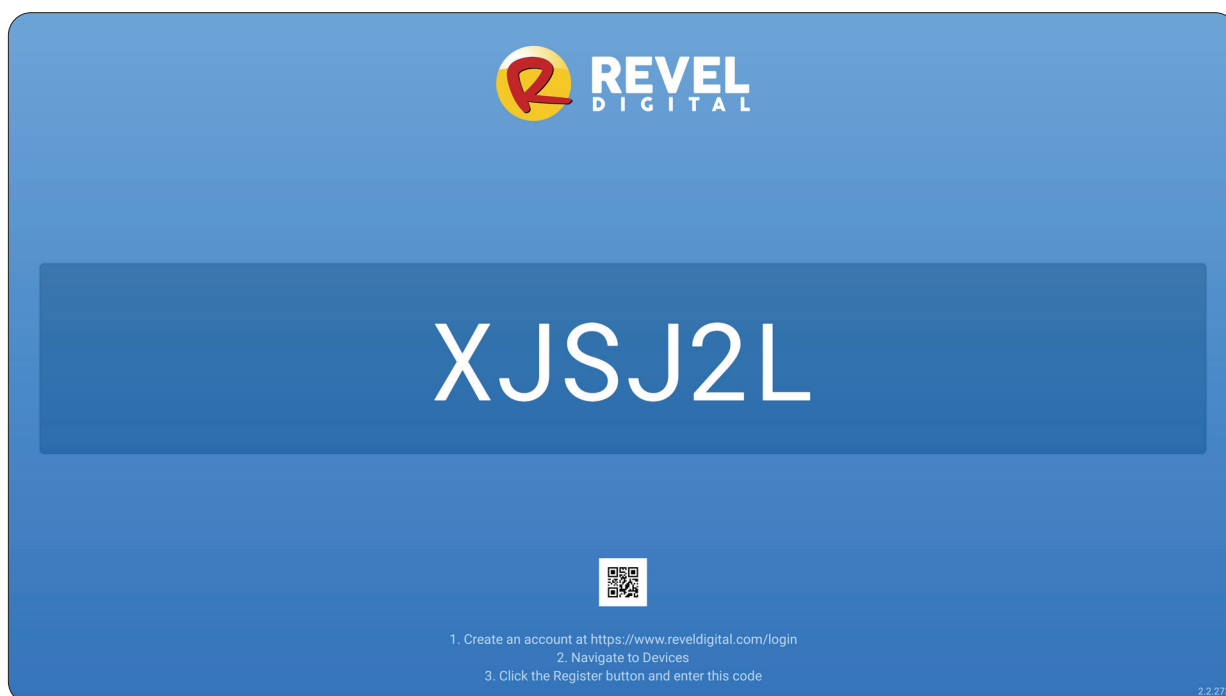 R REVEL
DIGITAL
XJSJ2L
1. Create an account at https://www.reveldigital.com/login
2. Navigate to Devices
3. Click the Register button and enter this code
2.2.27